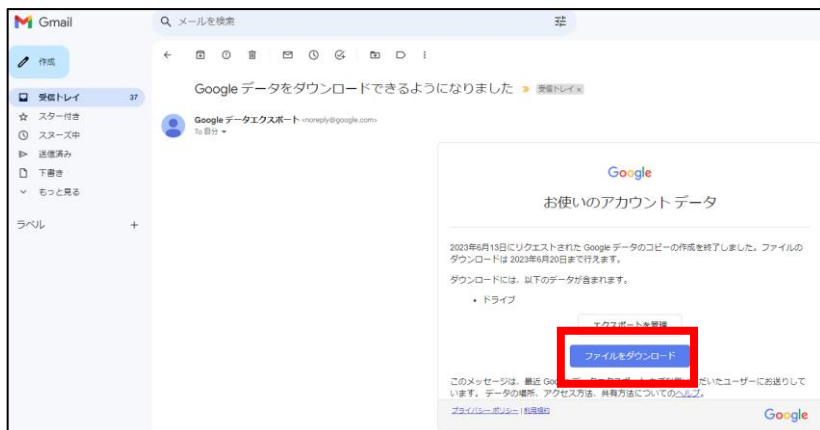 Gmail
メールを検索
作成
受信トレイ 37
スター付き
スヌーズ中
送信済み
下書き
もっと見る
ラベル +
Google データをダウンロードできるようになりました 受信トレイ ×
Google データエクスポート <noreply@google.com>
To 自分
Google
お使いのアカウント データ
2023年6月13日にリクエストされた Google データのコピーの作成を終了しました。ファイルの
ダウンロードは 2023年6月20日まで行えます。
ダウンロードには、以下のデータが含まれます。
• ドライブ
エクスポートを管理
ファイルをダウンロード
このメッセージは、最近 Goo だいたユーザーにお送りして
います。 データの場所、アクセス方法、共有方法についてのヘルプ。
プライバシー ポリシー | 利用規約
Google